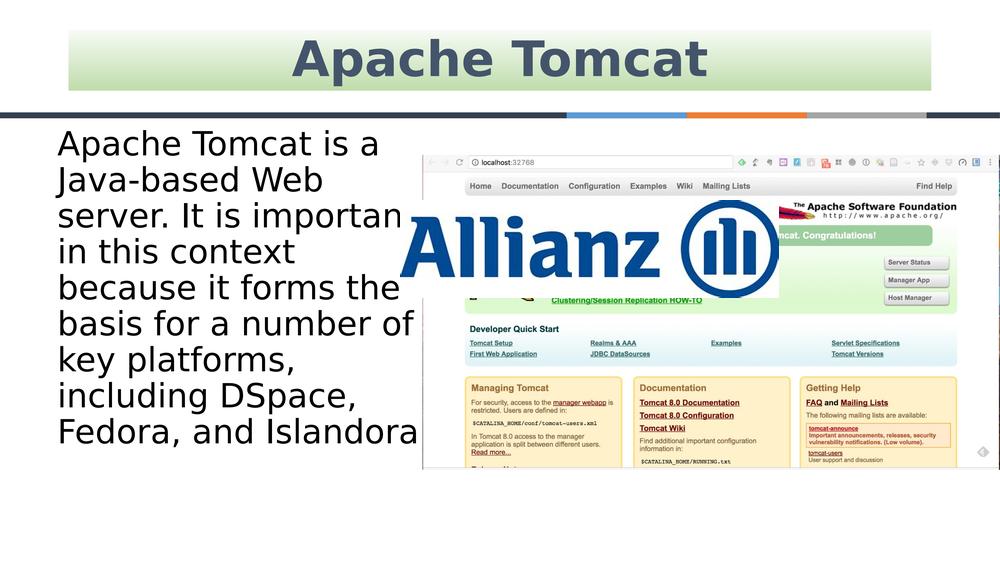 Apache Tomcat
Apache Tomcat is a
Java-based Web
server. It is importan
in this context
because it forms the
basis for a number of
key platforms,
including DSpace,
Fedora, and Islandora
localhost:32768
Home Documentation Configuration Examples Wiki Mailing Lists Find Help
The Apache Software Foundation
http://www.apache.org/
Allianz
mcat. Congratulations!
Server Status
Manager App
Host Manager
Clustering/Session Replication HOW-TO
Developer Quick Start
Tomcat Setup Realms & AAA Examples Servlet Specifications
First Web Application JDBC DataSources Tomcat Versions
Managing Tomcat
For security, access to the manager webapp is
restricted. Users are defined in:
$CATALINA_HOME/conf/tomcat-users.xml
In Tomcat 8.0 access to the manager
application is split between different users.
Read more...
Documentation
Tomcat 8.0 Documentation
Tomcat 8.0 Configuration
Tomcat Wiki
Find additional important configuration
information in:
$CATALINA_HOME/RUNNING.txt
Getting Help
FAQ and Mailing Lists
The following mailing lists are available:
tomcat-announce
Important announcements, releases, security
vulnerability notifications. (Low volume).
tomcat-users
User support and discussion